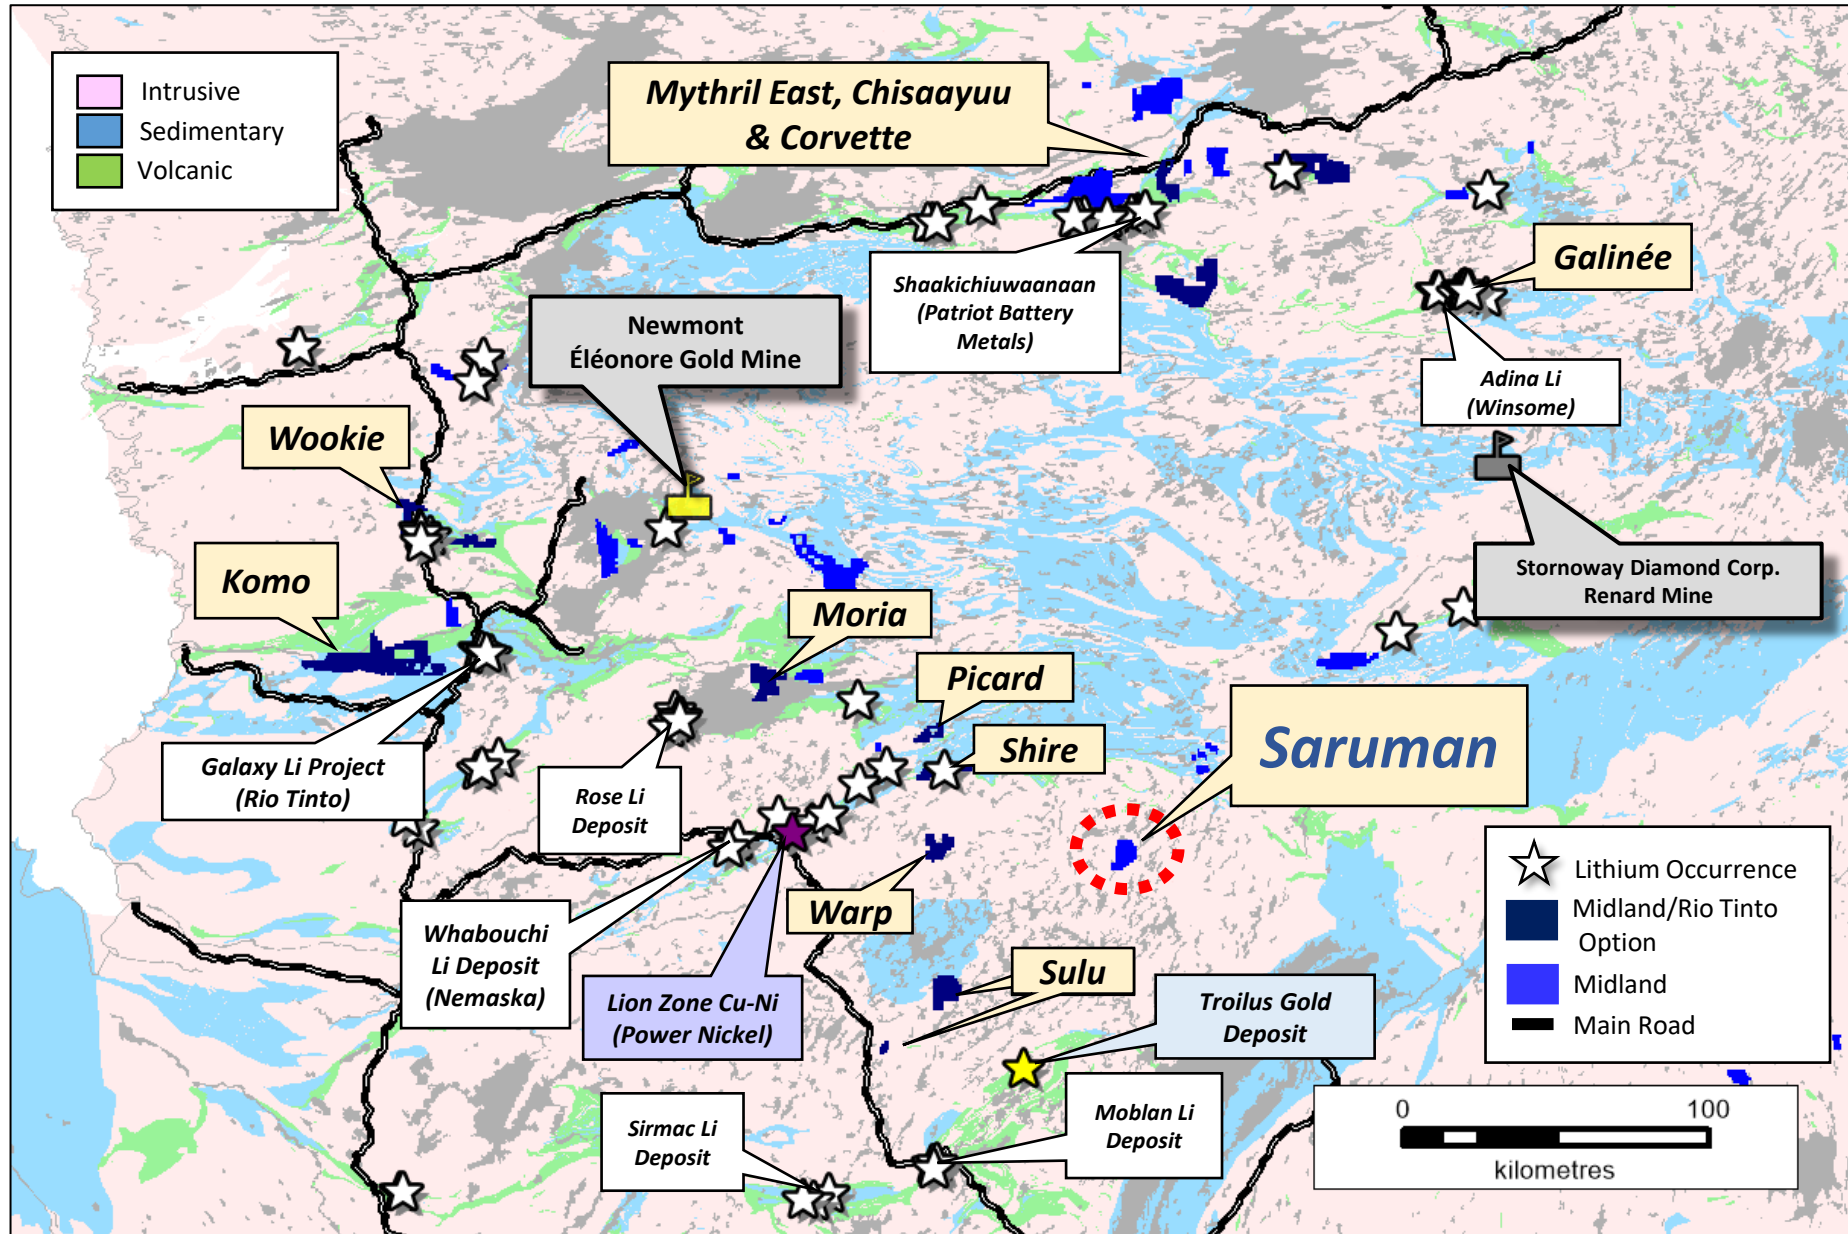 Intrusive
Sedimentary
Volcanic
Mythril East, Chisaayuu
& Corvette
Galinée
Shaakichiuwaanaan
(Patriot Battery
Metals)
Newmont
Éléonore Gold Mine
Adina Li
(Winsome)
Wookie
Stornoway Diamond Corp.
Renard Mine
Komo
Moria
Picard
Saruman
Shire
Galaxy Li Project
(Rio Tinto)
Rose Li
Deposit
Lithium Occurrence
Midland/Rio Tinto
Option
Midland
Main Road
Warp
Whabouchi
Li Deposit
(Nemaska)
Sulu
Lion Zone Cu-Ni
(Power Nickel)
Troilus Gold
Deposit
Moblan Li
Deposit
Sirmac Li
Deposit
0 100
kilometres